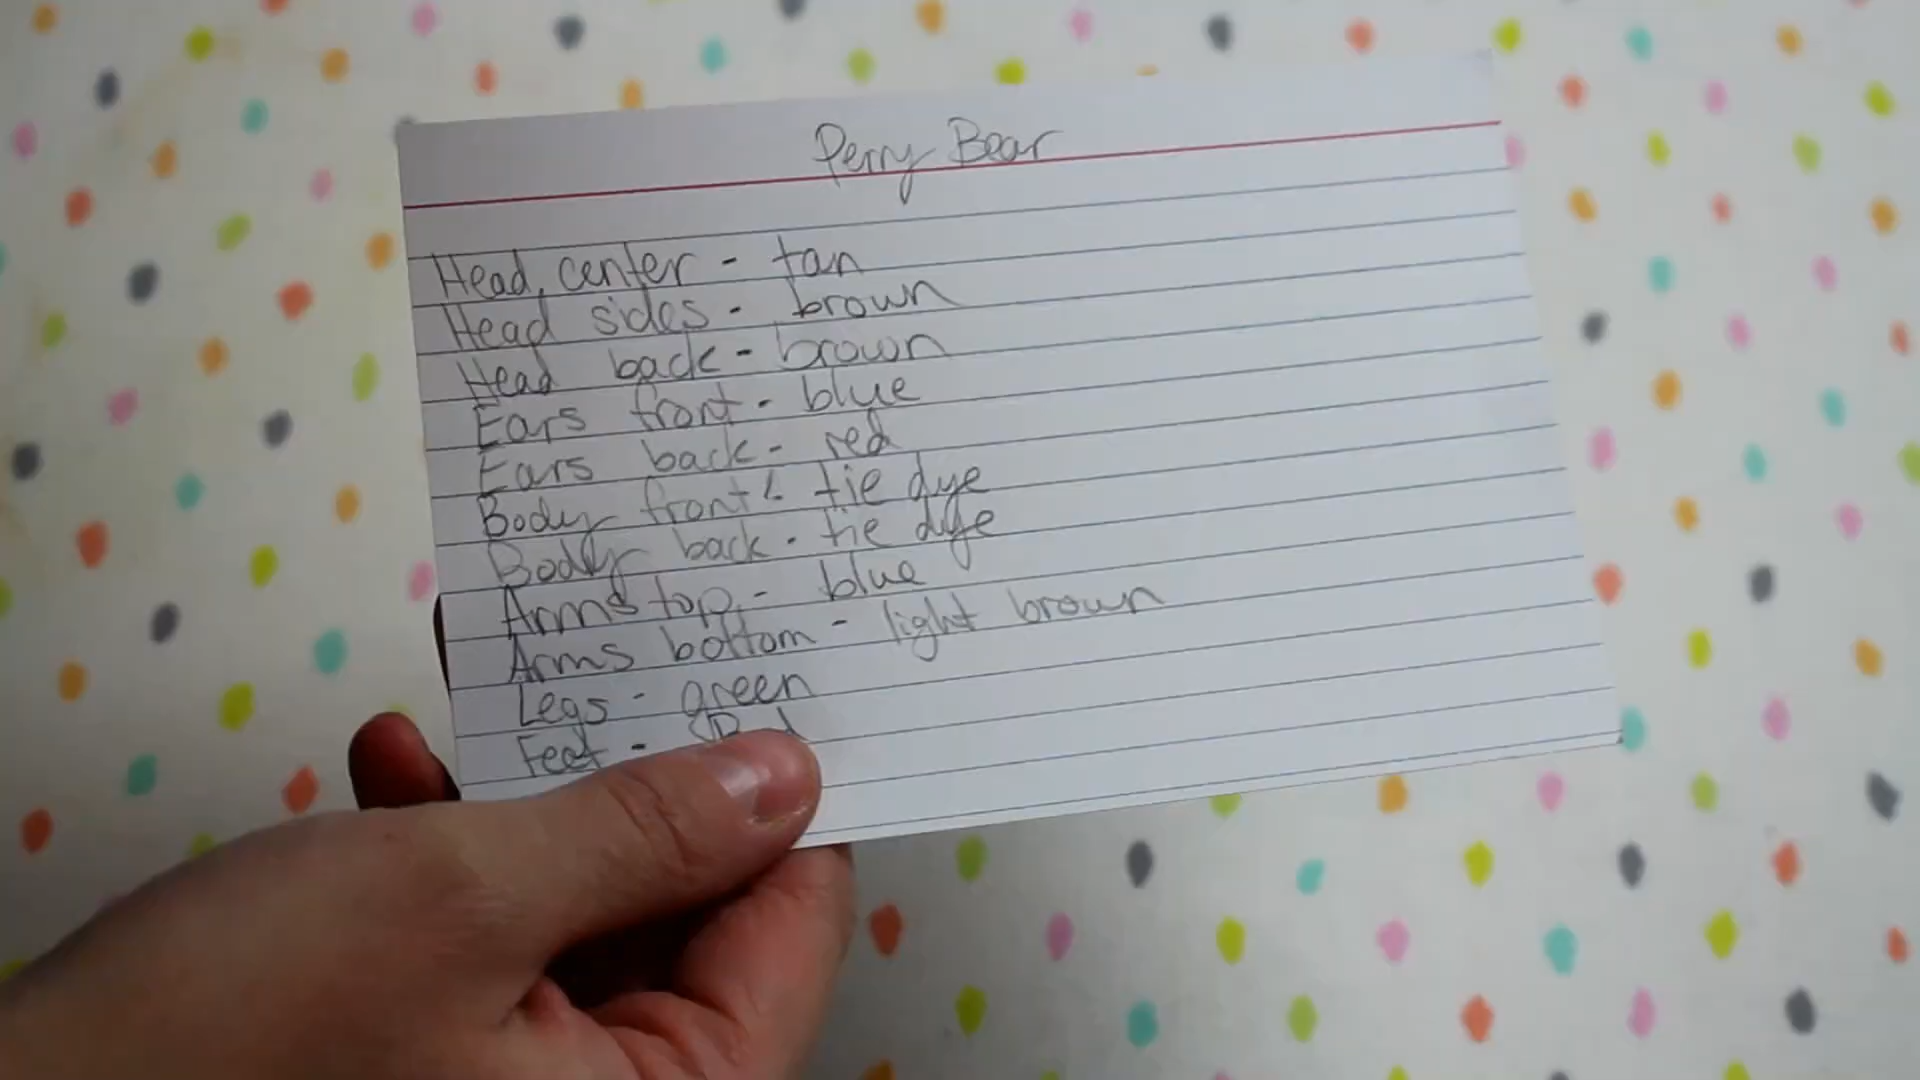 Perry Bear
Head center - tan
Head sides - brown
Head back - brown
Ears front - blue
Ears back - red
Body front - tie dye
Body back - tie dye
Arms top - blue
Arms bottom - light brown
Legs - green
Feet -